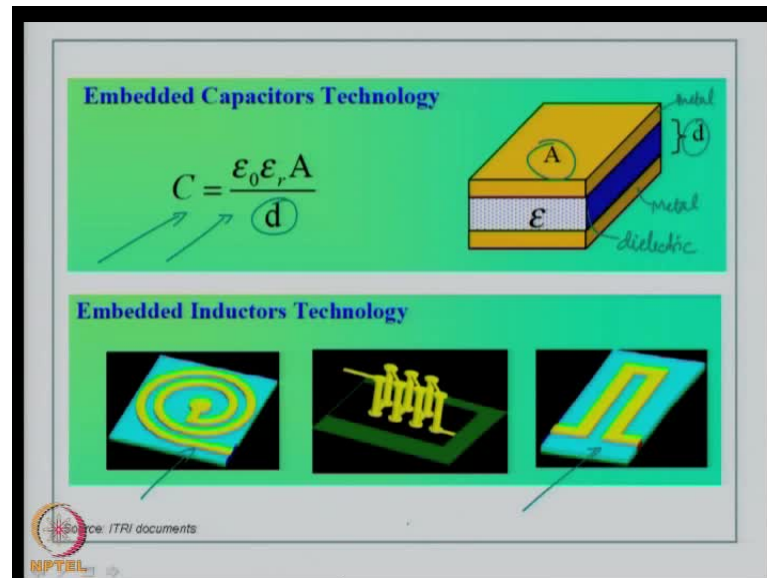 Embedded Capacitors Technology
C = ε₀εᵣA / d
A
ε
metal
d
metal
dielectric
Embedded Inductors Technology
Source: ITRI documents
NPTEL